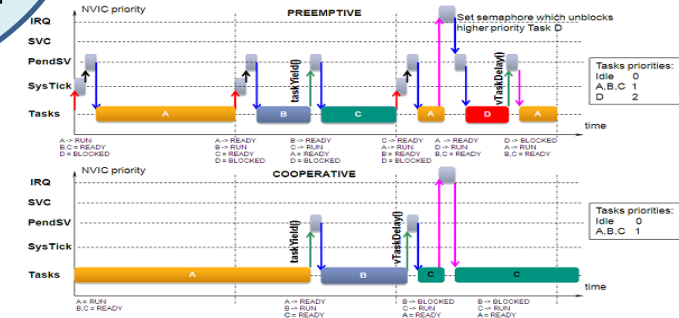 NVIC priority
PREEMPTIVE
IRQ
Set semaphore which unblocks
higher priority Task D
SVC
PendSV
SysTick
Tasks
taskYield()
vTaskDelay()
A
B
C
A
D
A
time
Tasks priorities:
Idle 0
A,B,C 1
D 2
A-> RUN
B,C = READY
D = BLOCKED
A -> READY
B-> RUN
C = READY
D = BLOCKED
B -> READY
C -> RUN
A = READY
D = BLOCKED
C -> READY
A -> RUN
B = READY
D = BLOCKED
A -> READY
D -> RUN
B,C = READY
D -> BLOCKED
A -> RUN
B,C = READY
NVIC priority
COOPERATIVE
IRQ
SVC
PendSV
SysTick
Tasks
taskYield()
vTaskDelay()
A
B
C
C
time
Tasks priorities:
Idle 0
A,B,C 1
A = RUN
B,C = READY
A -> READY
B -> RUN
C = READY
B -> BLOCKED
C -> RUN
A = READY
B -> BLOCKED
C -> RUN
A = READY